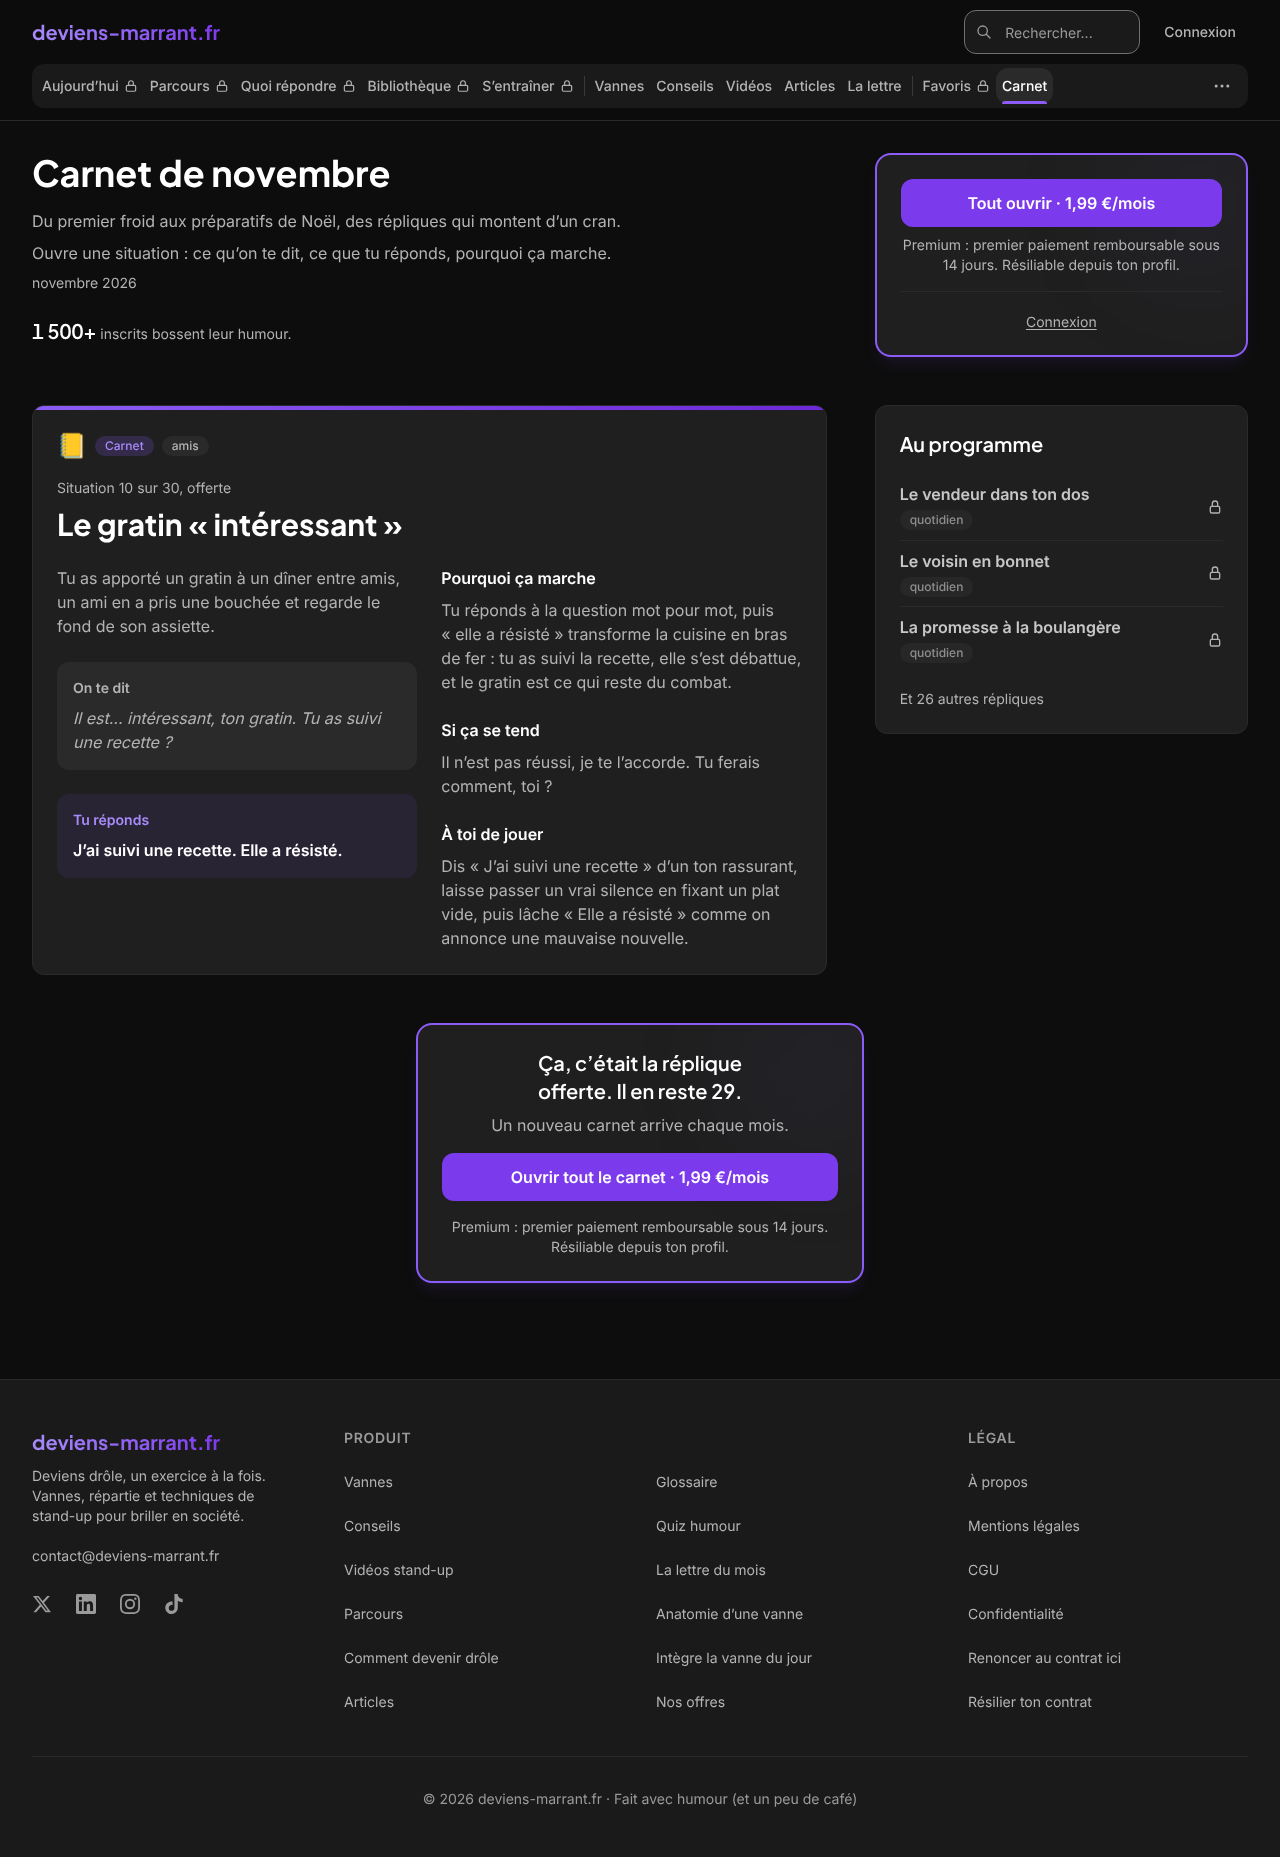 deviens-marrant.fr
Rechercher...
Connexion
Aujourd’hui
Parcours
Quoi répondre
Bibliothèque
S’entraîner
Vannes
Conseils
Vidéos
Articles
La lettre
Favoris
Carnet
Carnet de novembre
Du premier froid aux préparatifs de Noël, des répliques qui montent d’un cran.
Ouvre une situation : ce qu’on te dit, ce que tu réponds, pourquoi ça marche.
novembre 2026
1 500+ inscrits bossent leur humour.
Tout ouvrir · 1,99 €/mois
Premium : premier paiement remboursable sous
14 jours. Résiliable depuis ton profil.
Connexion
Carnet
amis
Situation 10 sur 30, offerte
Le gratin « intéressant »
Tu as apporté un gratin à un dîner entre amis,
un ami en a pris une bouchée et regarde le
fond de son assiette.
On te dit
Il est... intéressant, ton gratin. Tu as suivi
une recette ?
Tu réponds
J’ai suivi une recette. Elle a résisté.
Pourquoi ça marche
Tu réponds à la question mot pour mot, puis
« elle a résisté » transforme la cuisine en bras
de fer : tu as suivi la recette, elle s’est débattue,
et le gratin est ce qui reste du combat.
Si ça se tend
Il n’est pas réussi, je te l’accorde. Tu ferais
comment, toi ?
À toi de jouer
Dis « J’ai suivi une recette » d’un ton rassurant,
laisse passer un vrai silence en fixant un plat
vide, puis lâche « Elle a résisté » comme on
annonce une mauvaise nouvelle.
Au programme
Le vendeur dans ton dos
quotidien
Le voisin en bonnet
quotidien
La promesse à la boulangère
quotidien
Et 26 autres répliques
Ça, c’était la réplique
offerte. Il en reste 29.
Un nouveau carnet arrive chaque mois.
Ouvrir tout le carnet · 1,99 €/mois
Premium : premier paiement remboursable sous 14 jours.
Résiliable depuis ton profil.
deviens-marrant.fr
Deviens drôle, un exercice à la fois.
Vannes, répartie et techniques de
stand-up pour briller en société.
contact@deviens-marrant.fr
PRODUIT
Vannes
Conseils
Vidéos stand-up
Parcours
Comment devenir drôle
Articles
Glossaire
Quiz humour
La lettre du mois
Anatomie d’une vanne
Intègre la vanne du jour
Nos offres
LÉGAL
À propos
Mentions légales
CGU
Confidentialité
Renoncer au contrat ici
Résilier ton contrat
© 2026 deviens-marrant.fr · Fait avec humour (et un peu de café)